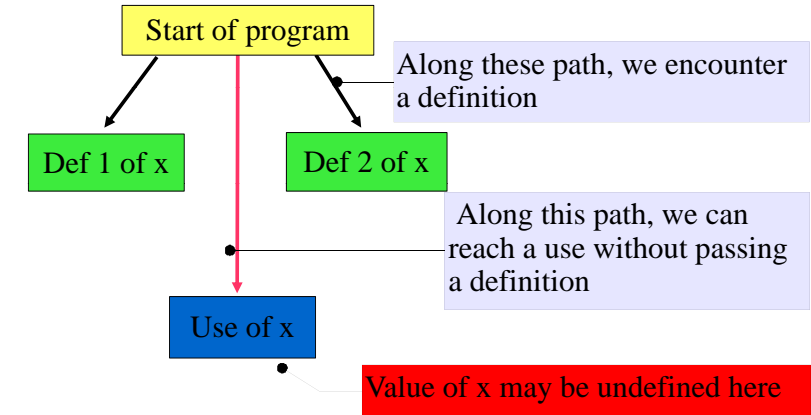 Start of program
Along these path, we encounter
a definition
Def 1 of x
Def 2 of x
Along this path, we can
reach a use without passing
a definition
Use of x
Value of x may be undefined here